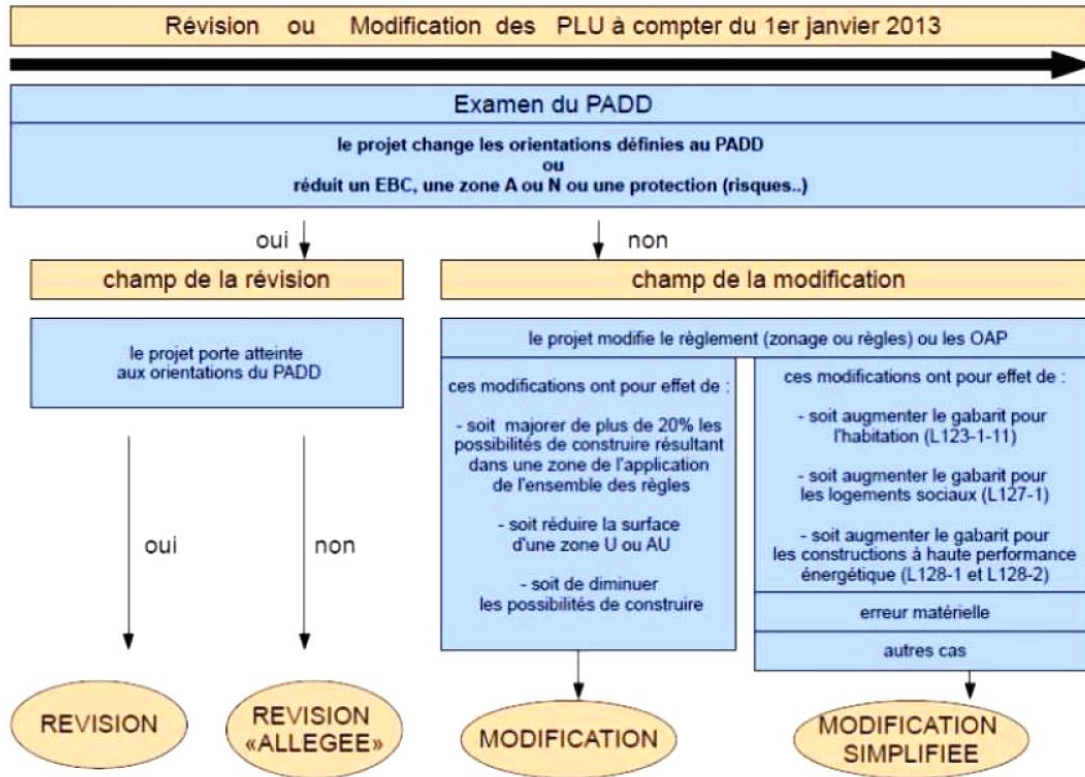 Révision ou Modification des PLU à compter du 1er janvier 2013
Examen du PADD
le projet change les orientations définies au PADD
ou
réduit un EBC, une zone A ou N ou une protection (risques..)
oui
non
champ de la révision
champ de la modification
le projet porte atteinte
aux orientations du PADD
le projet modifie le règlement (zonage ou règles) ou les OAP
ces modifications ont pour effet de :
- soit majorer de plus de 20% les
possibilités de construire résultant
dans une zone de l'application
de l'ensemble des règles
- soit réduire la surface
d'une zone U ou AU
- soit de diminuer
les possibilités de construire
ces modifications ont pour effet de :
- soit augmenter le gabarit pour
l'habitation (L123-1-11)
- soit augmenter le gabarit pour
les logements sociaux (L127-1)
- soit augmenter le gabarit pour
les constructions à haute performance
énergétique (L128-1 et L128-2)
erreur matérielle
autres cas
oui
non
REVISION
REVISION
«ALLEGEE»
MODIFICATION
MODIFICATION
SIMPLIFIEE